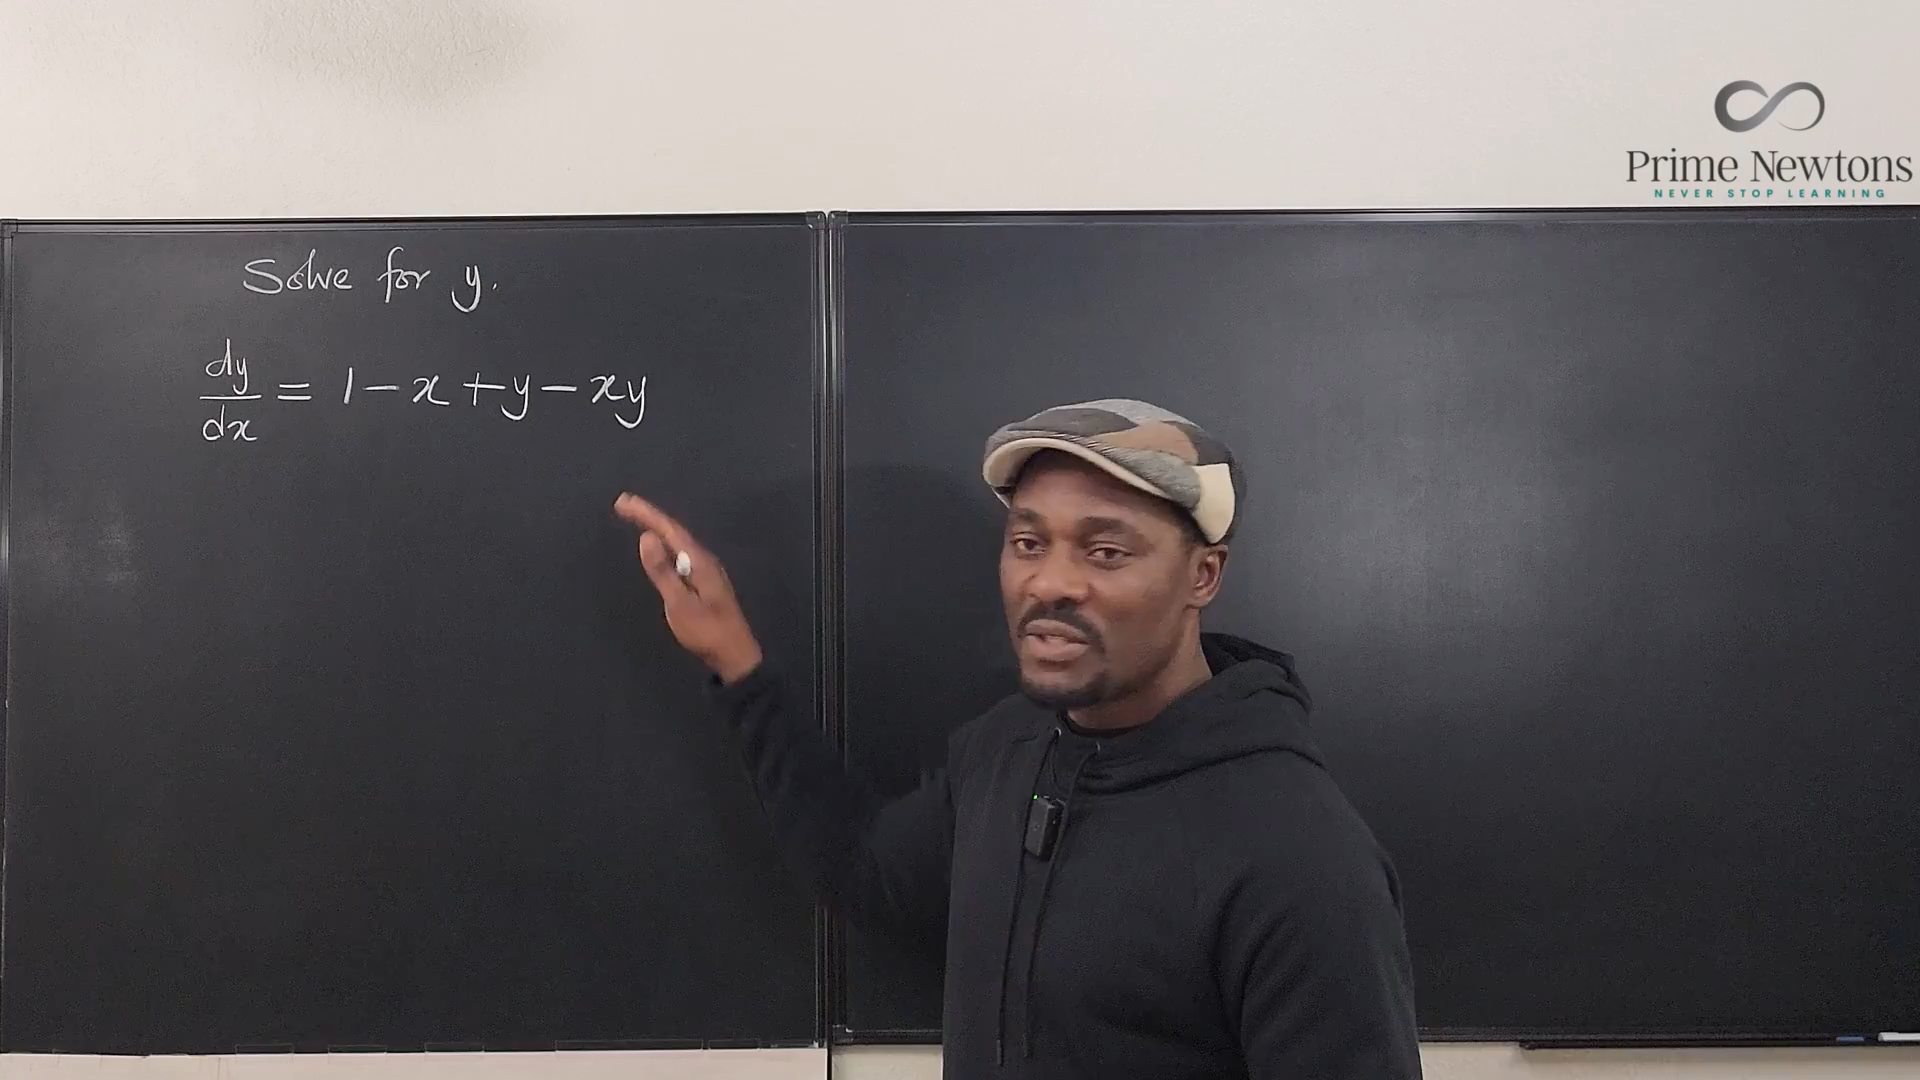 Prime Newtons
NEVER STOP LEARNING
Solve for y.
dy/dx = 1 - x + y - xy